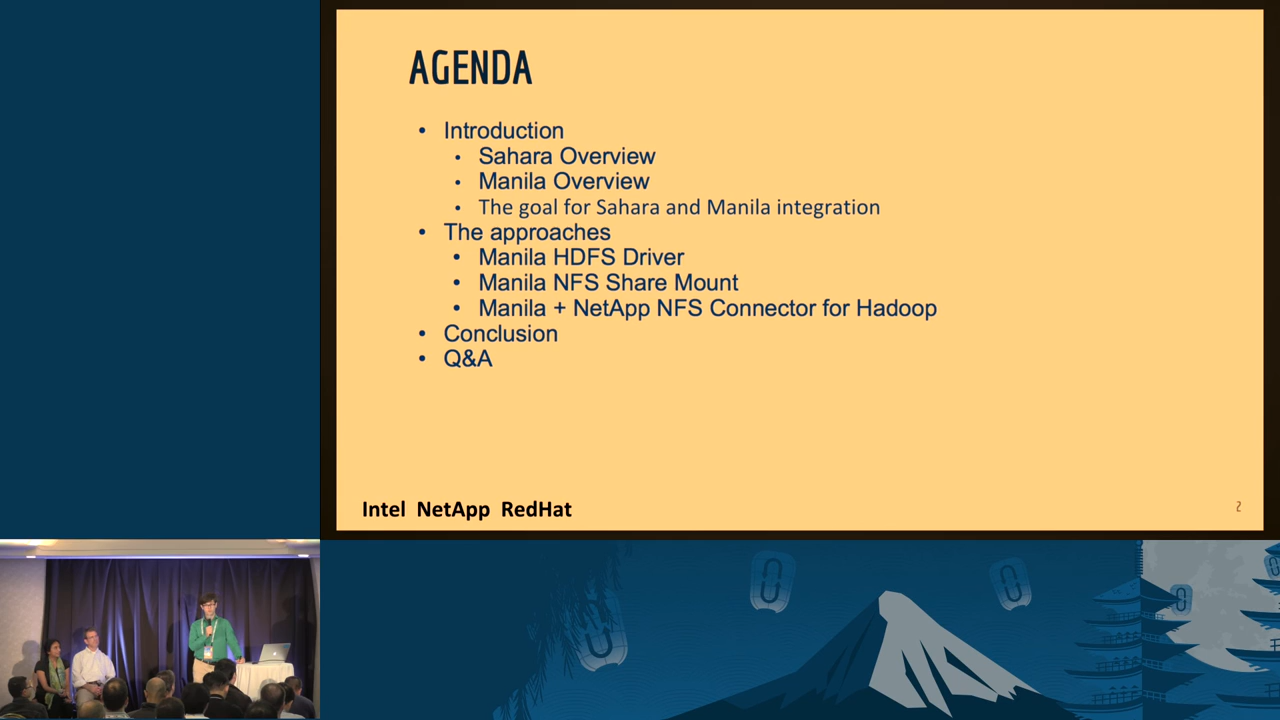 AGENDA
• Introduction
• Sahara Overview
• Manila Overview
• The goal for Sahara and Manila integration
• The approaches
• Manila HDFS Driver
• Manila NFS Share Mount
• Manila + NetApp NFS Connector for Hadoop
• Conclusion
• Q&A
Intel NetApp RedHat
2